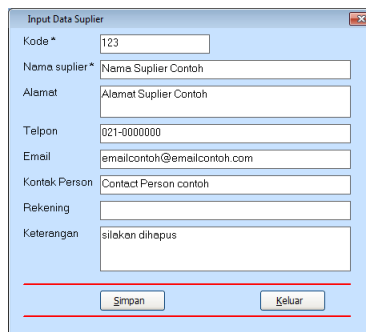 Input Data Suplier
Kode * 123
Nama suplier * Nama Suplier Contoh
Alamat Alamat Suplier Contoh
Telpon 021-0000000
Email emailcontoh@emailcontoh.com
Kontak Person Contact Person contoh
Rekening
Keterangan silakan dihapus
Simpan Keluar